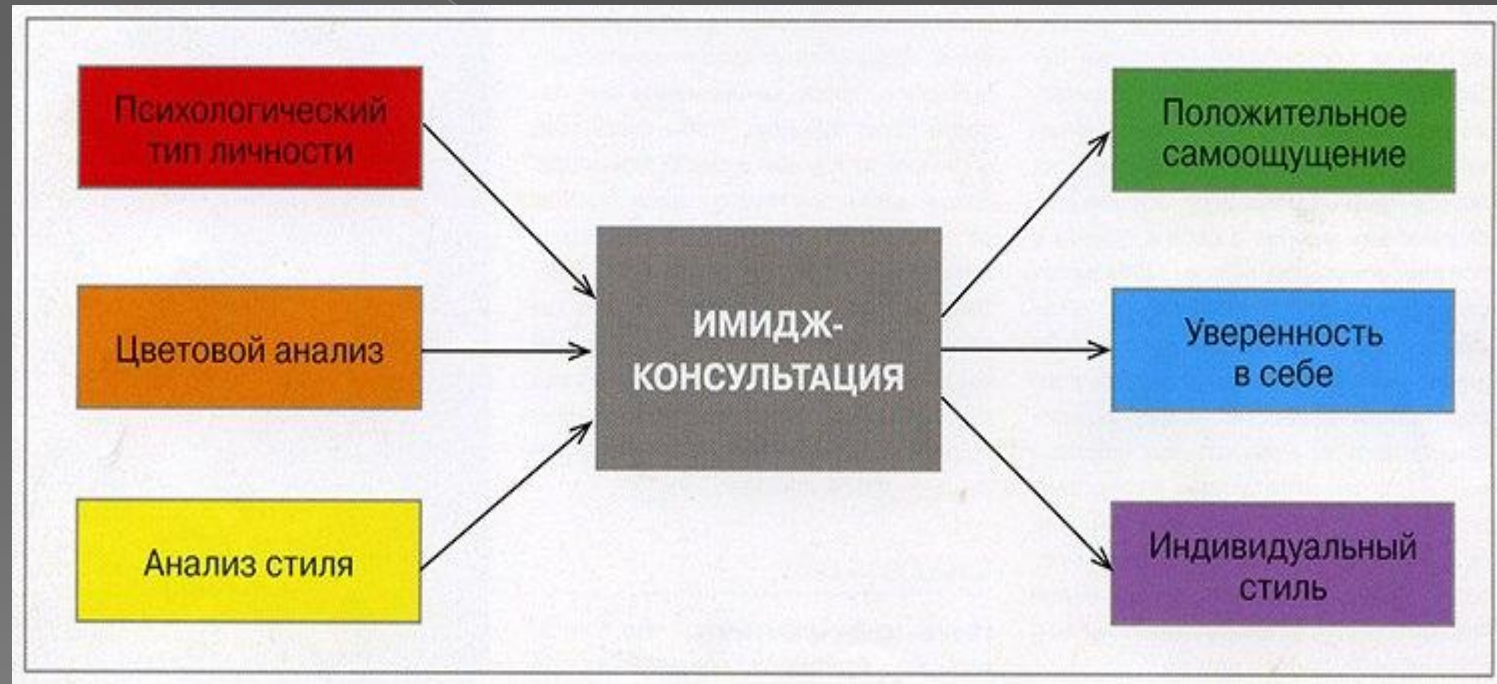 Психологический
тип личности
Цветовой анализ
Анализ стиля
ИМИДЖ-
КОНСУЛЬТАЦИЯ
Положительное
самоощущение
Уверенность
в себе
Индивидуальный
стиль